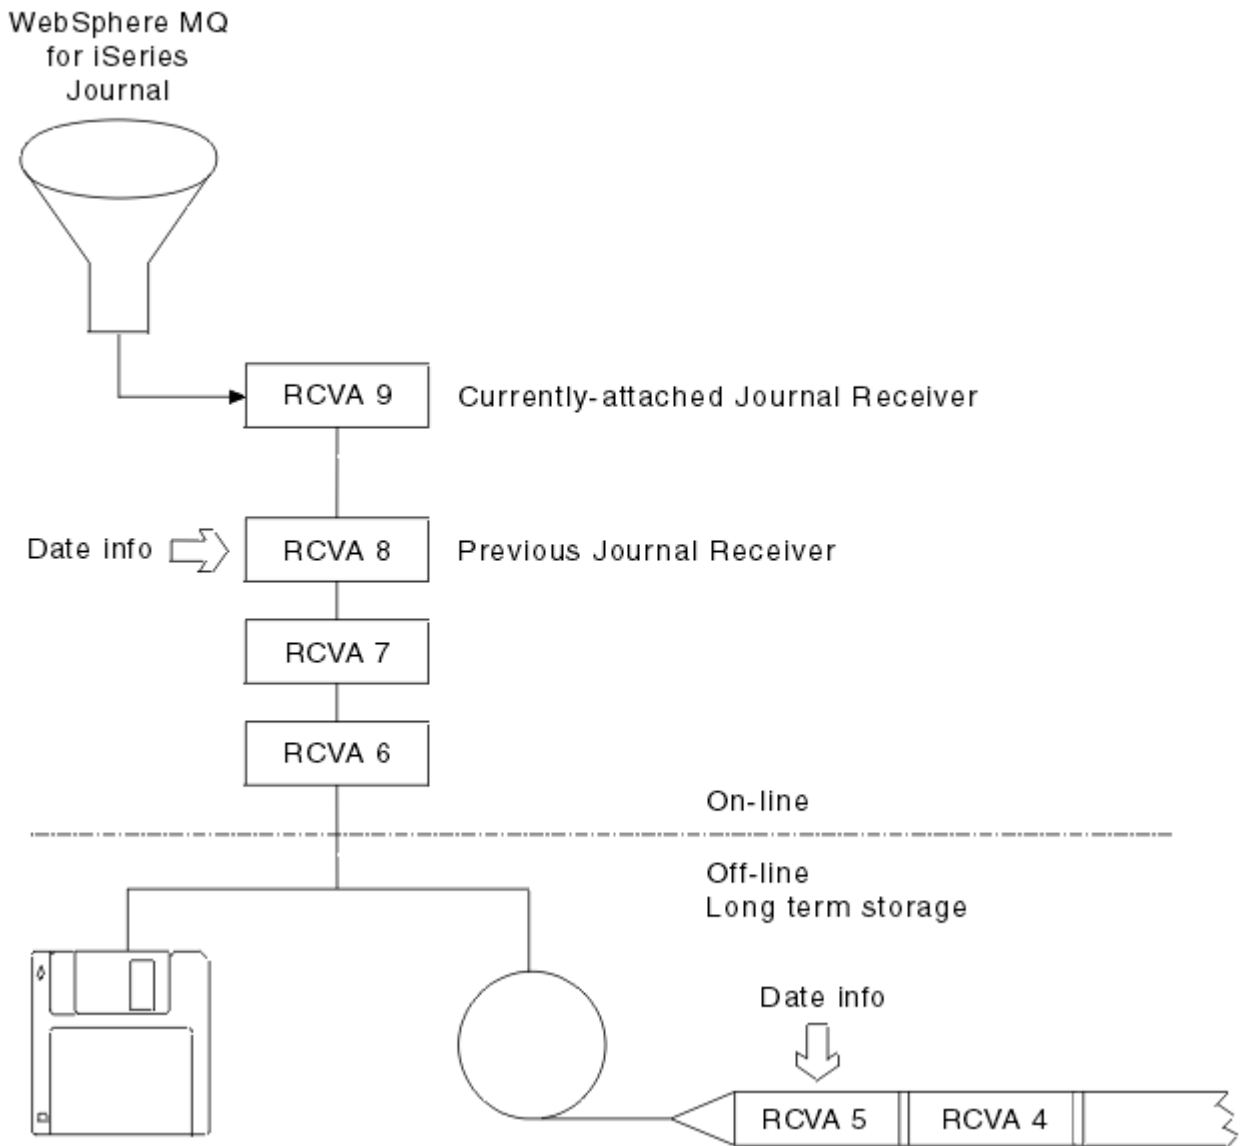 WebSphere MQ
for iSeries
Journal
RCVA 9
Currently-attached Journal Receiver
Date info
RCVA 8
Previous Journal Receiver
RCVA 7
RCVA 6
On-line
Off-line
Long term storage
Date info
RCVA 5
RCVA 4